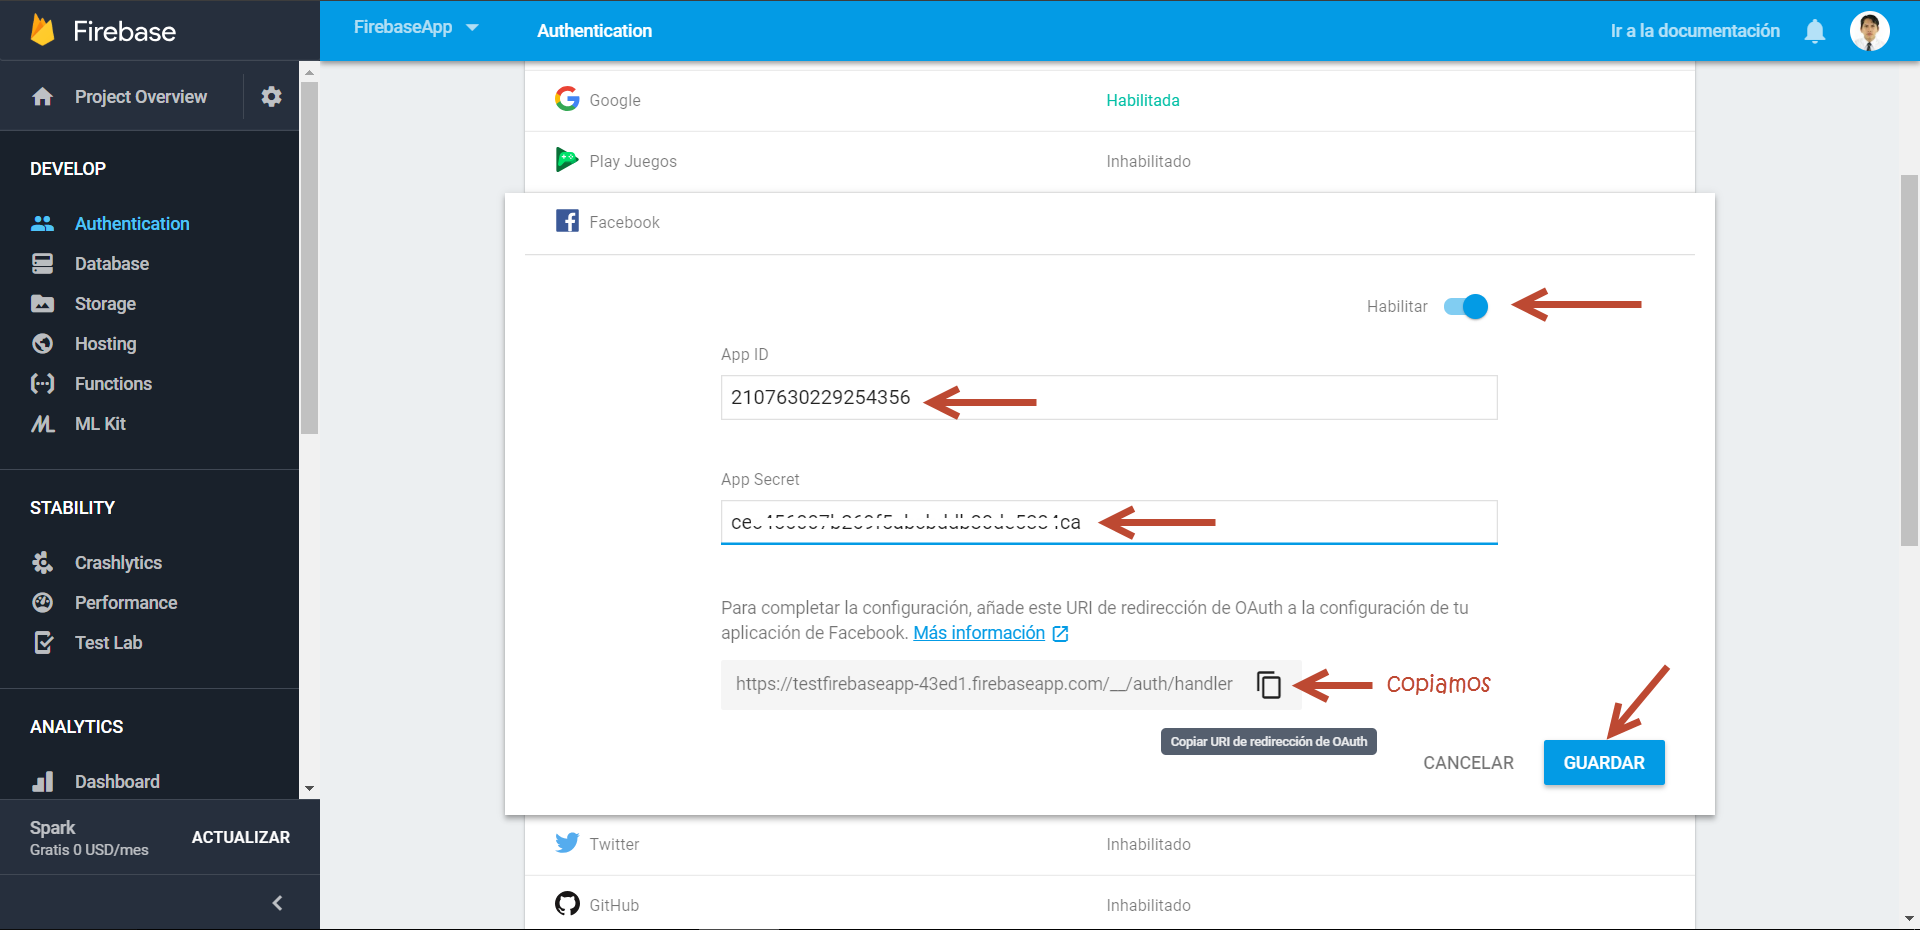 Firebase
FirebaseApp
Authentication
Ir a la documentación
Project Overview
DEVELOP
Authentication
Database
Storage
Hosting
Functions
ML Kit
STABILITY
Crashlytics
Performance
Test Lab
ANALYTICS
Dashboard
Spark
Gratis 0 USD/mes
ACTUALIZAR
Google Habilitada
Play Juegos Inhabilitado
Facebook
Habilitar
App ID
2107630229254356
App Secret
Para completar la configuración, añade este URI de redirección de OAuth a la configuración de tu
aplicación de Facebook. Más información
https://testfirebaseapp-43ed1.firebaseapp.com/__/auth/handler
Copiamos
Copiar URI de redirección de OAuth
CANCELAR
GUARDAR
Twitter Inhabilitado
GitHub Inhabilitado